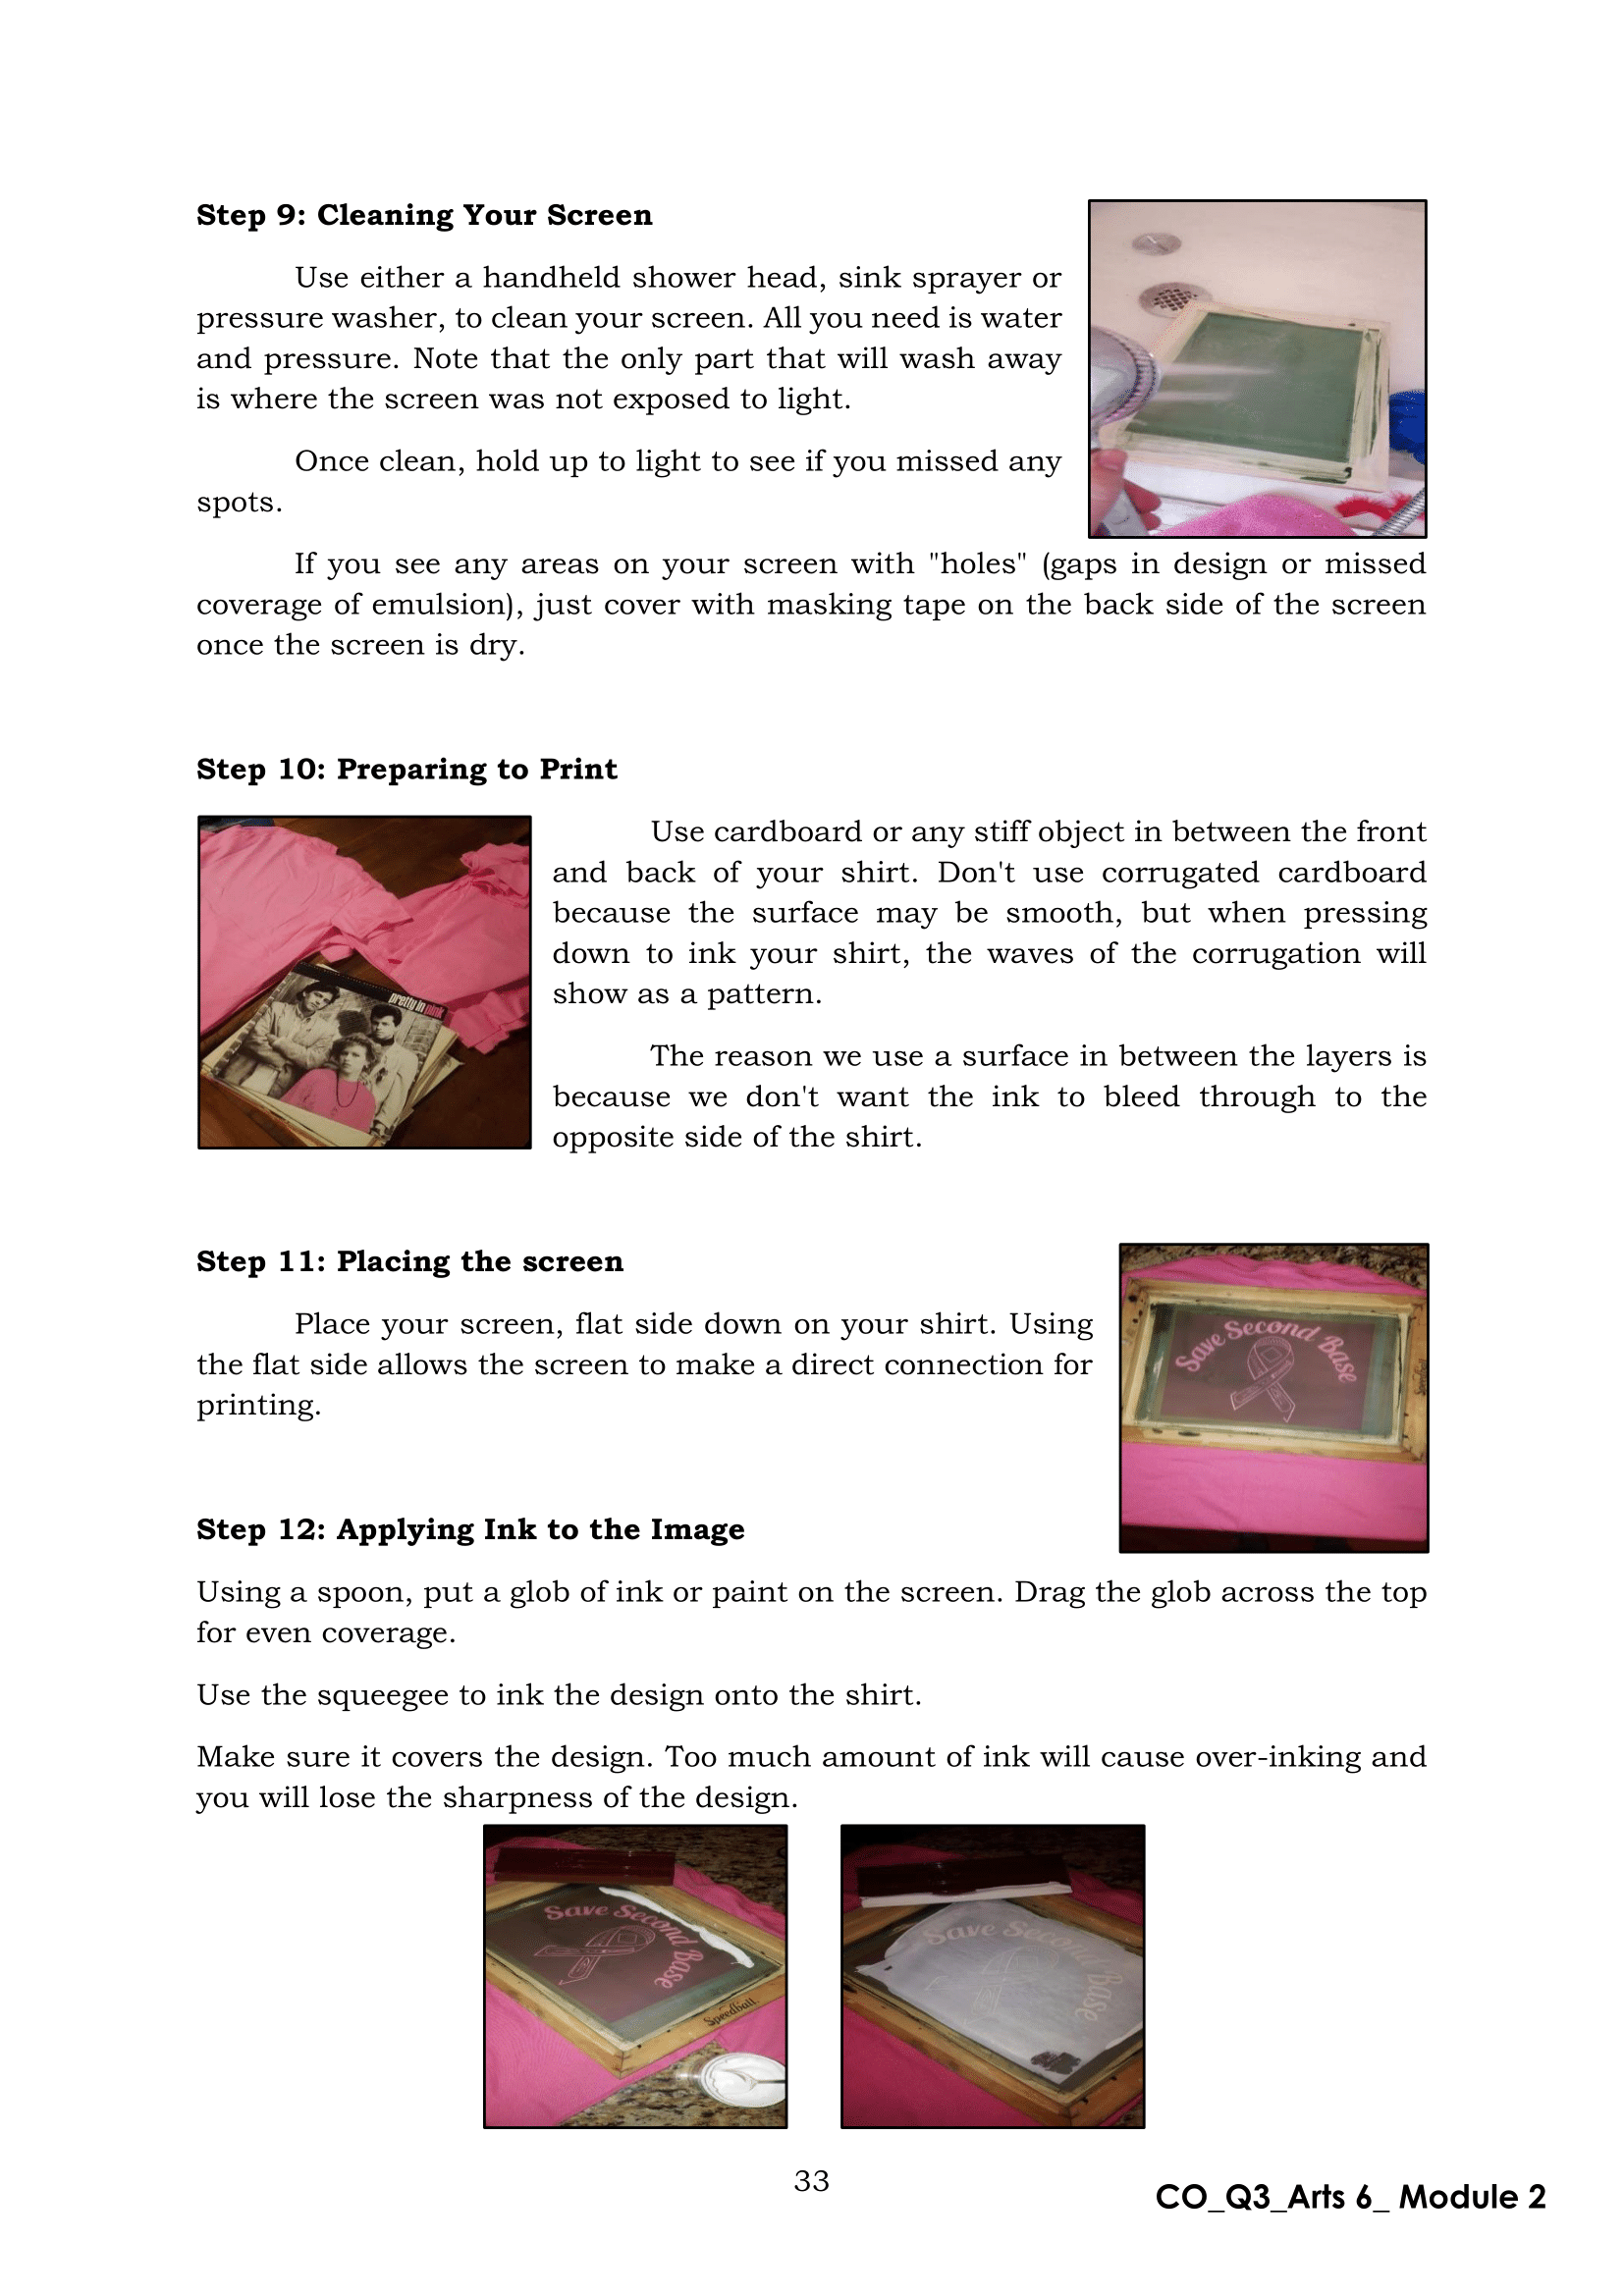 Step 9: Cleaning Your Screen
Use either a handheld shower head, sink sprayer or
pressure washer, to clean your screen. All you need is water
and pressure. Note that the only part that will wash away
is where the screen was not exposed to light.
Once clean, hold up to light to see if you missed any
spots.
If you see any areas on your screen with "holes" (gaps in design or missed
coverage of emulsion), just cover with masking tape on the back side of the screen
once the screen is dry.
Step 10: Preparing to Print
pretty in pink
Use cardboard or any stiff object in between the front
and back of your shirt. Don't use corrugated cardboard
because the surface may be smooth, but when pressing
down to ink your shirt, the waves of the corrugation will
show as a pattern.
The reason we use a surface in between the layers is
because we don't want the ink to bleed through to the
opposite side of the shirt.
Step 11: Placing the screen
Place your screen, flat side down on your shirt. Using
the flat side allows the screen to make a direct connection for
printing.
Save Second Base
Step 12: Applying Ink to the Image
Using a spoon, put a glob of ink or paint on the screen. Drag the glob across the top
for even coverage.
Use the squeegee to ink the design onto the shirt.
Make sure it covers the design. Too much amount of ink will cause over-inking and
you will lose the sharpness of the design.
Save Second Base
Speedball
Save Second Base
33
CO_Q3_Arts 6_ Module 2